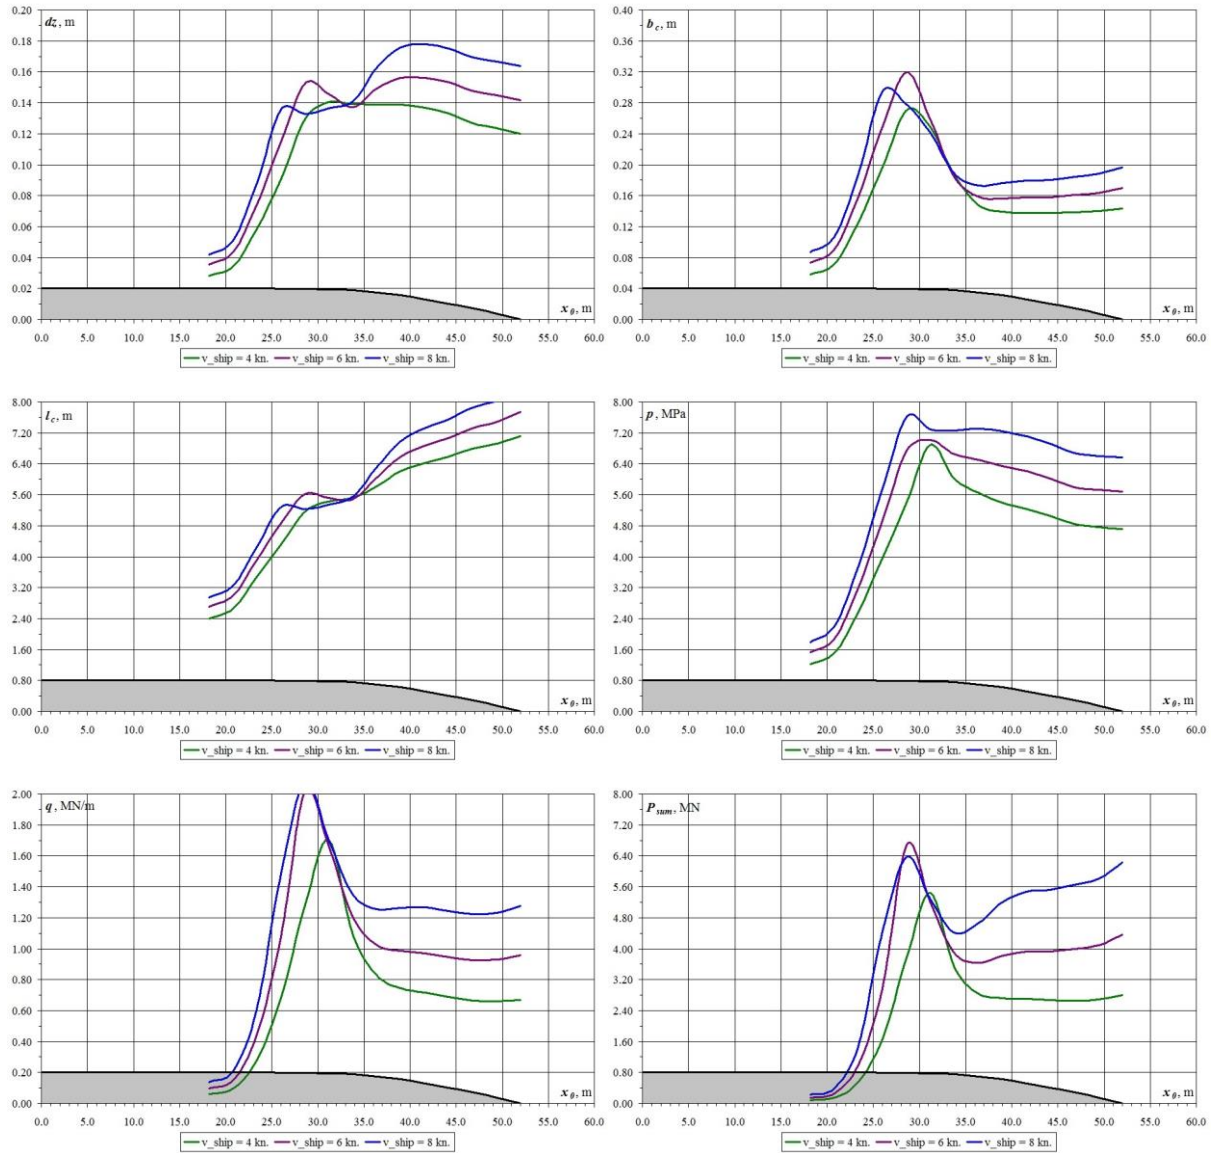 0.20 dz, m
0.18
0.16
0.14
0.12
0.10
0.08
0.06
0.04
0.02 x₀, m
0.00
0.0 5.0 10.0 15.0 20.0 25.0 30.0 35.0 40.0 45.0 50.0 55.0 60.0
v_ship = 4 kn. v_ship = 6 kn. v_ship = 8 kn.
0.40 b_c, m
0.36
0.32
0.28
0.24
0.20
0.16
0.12
0.08
0.04 x₀, m
0.00
0.0 5.0 10.0 15.0 20.0 25.0 30.0 35.0 40.0 45.0 50.0 55.0 60.0
v_ship = 4 kn. v_ship = 6 kn. v_ship = 8 kn.
8.00 l_c, m
7.20
6.40
5.60
4.80
4.00
3.20
2.40
1.60
0.80 x₀, m
0.00
0.0 5.0 10.0 15.0 20.0 25.0 30.0 35.0 40.0 45.0 50.0 55.0 60.0
v_ship = 4 kn. v_ship = 6 kn. v_ship = 8 kn.
8.00 p, MPa
7.20
6.40
5.60
4.80
4.00
3.20
2.40
1.60
0.80 x₀, m
0.00
0.0 5.0 10.0 15.0 20.0 25.0 30.0 35.0 40.0 45.0 50.0 55.0 60.0
v_ship = 4 kn. v_ship = 6 kn. v_ship = 8 kn.
2.00 q, MN/m
1.80
1.60
1.40
1.20
1.00
0.80
0.60
0.40
0.20 x₀, m
0.00
0.0 5.0 10.0 15.0 20.0 25.0 30.0 35.0 40.0 45.0 50.0 55.0 60.0
v_ship = 4 kn. v_ship = 6 kn. v_ship = 8 kn.
8.00 P_sum, MN
7.20
6.40
5.60
4.80
4.00
3.20
2.40
1.60
0.80 x₀, m
0.00
0.0 5.0 10.0 15.0 20.0 25.0 30.0 35.0 40.0 45.0 50.0 55.0 60.0
v_ship = 4 kn. v_ship = 6 kn. v_ship = 8 kn.